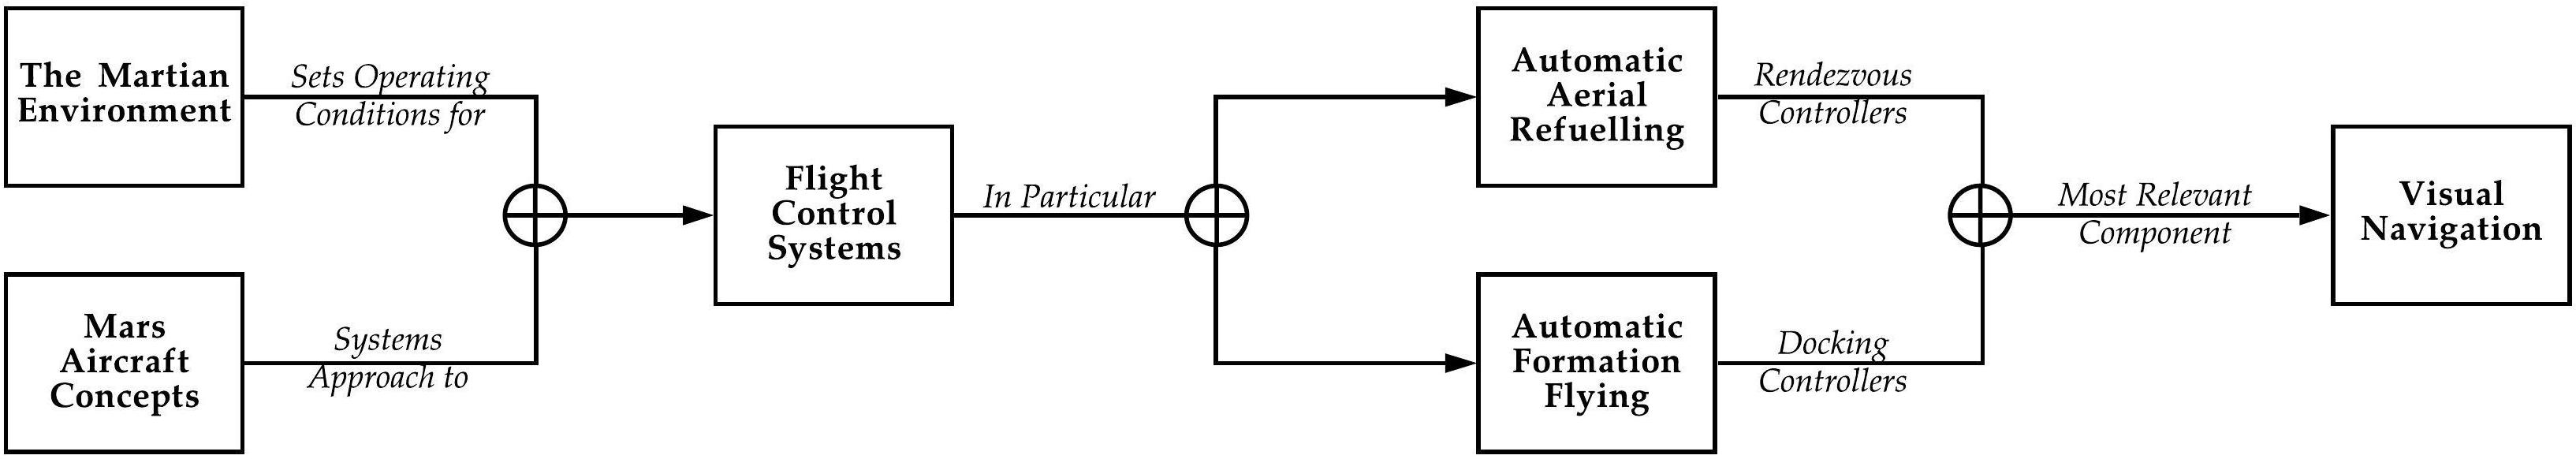 The Martian
Environment
Sets Operating
Conditions for
Mars
Aircraft
Concepts
Systems
Approach to
Flight
Control
Systems
In Particular
Automatic
Aerial
Refuelling
Rendezvous
Controllers
Automatic
Formation
Flying
Docking
Controllers
Most Relevant
Component
Visual
Navigation